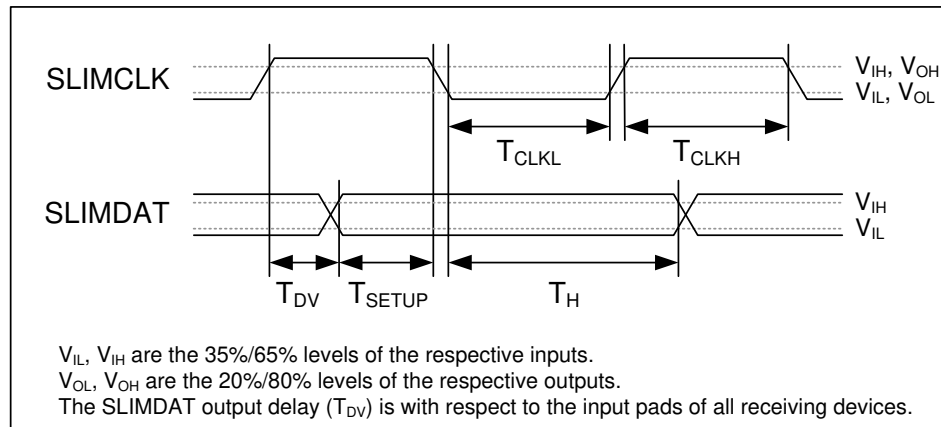 SLIMCLK
V_IH, V_OH
V_IL, V_OL
T_CLKL T_CLKH
SLIMDAT
V_IH
V_IL
T_DV T_SETUP T_H
V_IL, V_IH are the 35%/65% levels of the respective inputs.
V_OL, V_OH are the 20%/80% levels of the respective outputs.
The SLIMDAT output delay (T_DV) is with respect to the input pads of all receiving devices.